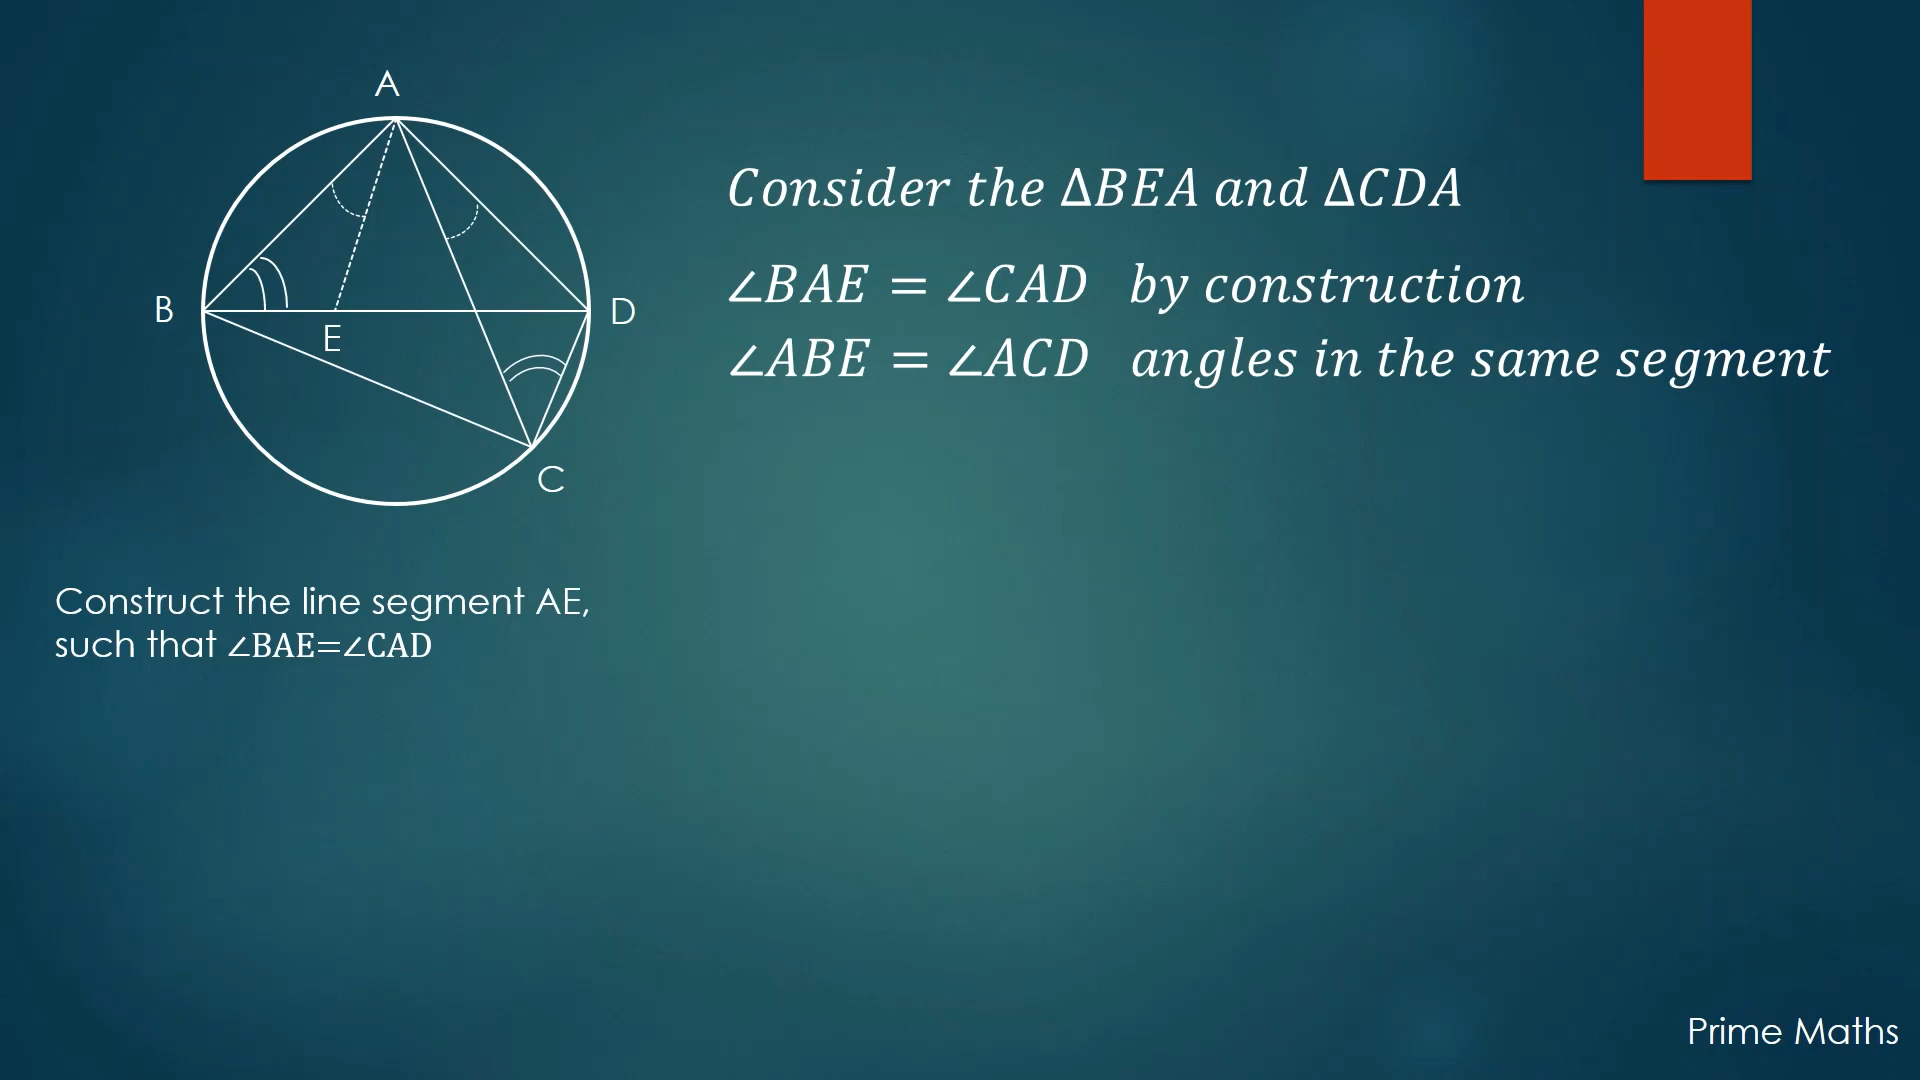 A
B
D
E
C
Consider the ΔBEA and ΔCDA
∠BAE = ∠CAD by construction
∠ABE = ∠ACD angles in the same segment
Construct the line segment AE,
such that ∠BAE=∠CAD
Prime Maths